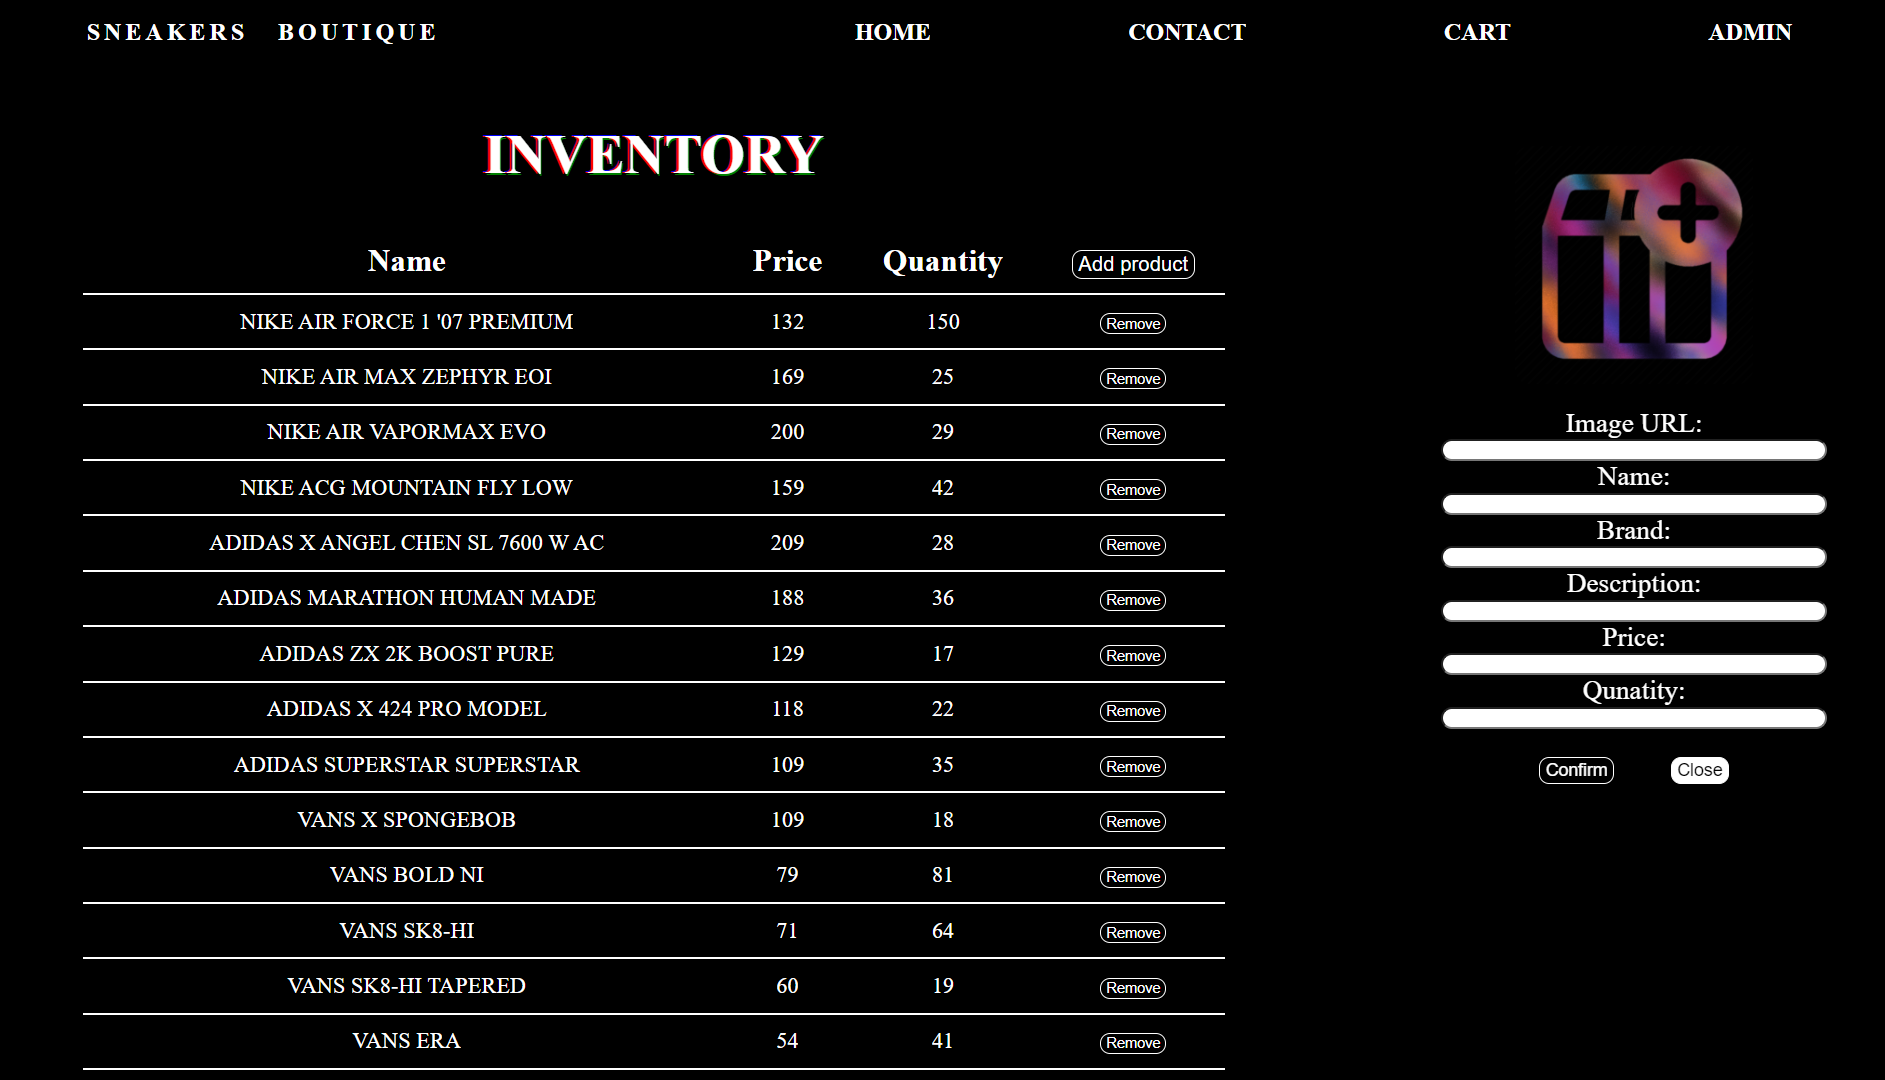 SNEAKERS BOUTIQUE HOME CONTACT CART ADMIN
INVENTORY
Name Price Quantity Add product
NIKE AIR FORCE 1 '07 PREMIUM 132 150 Remove
NIKE AIR MAX ZEPHYR EOI 169 25 Remove
NIKE AIR VAPORMAX EVO 200 29 Remove
NIKE ACG MOUNTAIN FLY LOW 159 42 Remove
ADIDAS X ANGEL CHEN SL 7600 W AC 209 28 Remove
ADIDAS MARATHON HUMAN MADE 188 36 Remove
ADIDAS ZX 2K BOOST PURE 129 17 Remove
ADIDAS X 424 PRO MODEL 118 22 Remove
ADIDAS SUPERSTAR SUPERSTAR 109 35 Remove
VANS X SPONGEBOB 109 18 Remove
VANS BOLD NI 79 81 Remove
VANS SK8-HI 71 64 Remove
VANS SK8-HI TAPERED 60 19 Remove
VANS ERA 54 41 Remove
Image URL:
Name:
Brand:
Description:
Price:
Qunatity:
Confirm Close